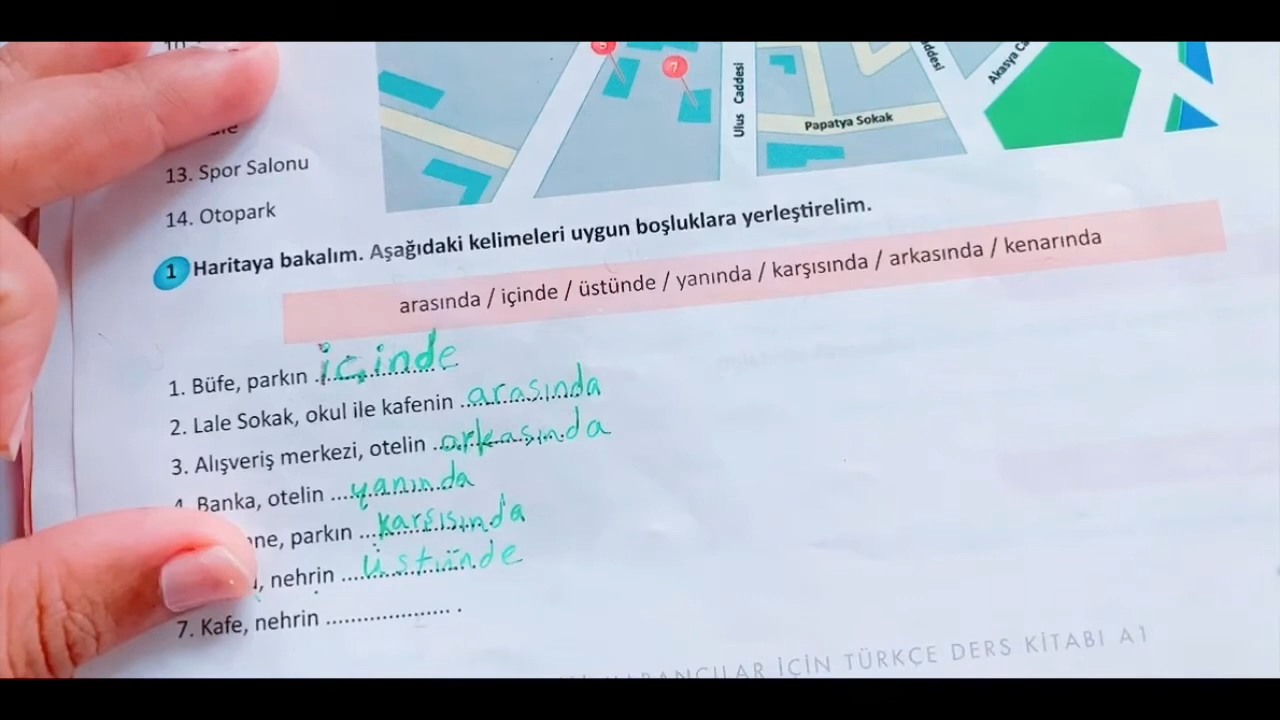 13. Spor Salonu
14. Otopark
5
7
Ulus Caddesi
Papatya Sokak
Akasya
1 Haritaya bakalım. Aşağıdaki kelimeleri uygun boşluklara yerleştirelim.
arasında / içinde / üstünde / yanında / karşısında / arkasında / kenarında
1. Büfe, parkın içinde
2. Lale Sokak, okul ile kafenin arasında
3. Alışveriş merkezi, otelin arkasında
Banka, otelin yanında
parkın karşısında
nehrin üstünde
7. Kafe, nehrin .................... .
İÇİN TÜRKÇE DERS KİTABI A1